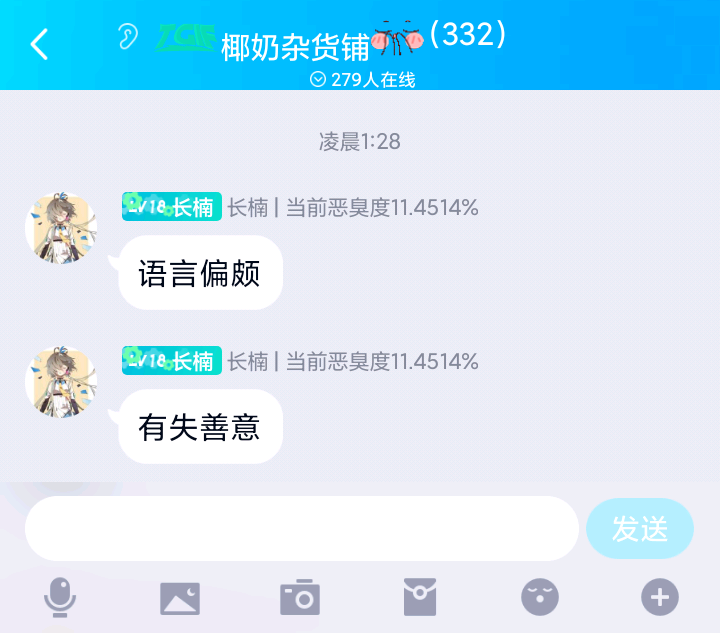 椰奶杂货铺(332)
279人在线
凌晨1:28
LV18 长楠 长楠 | 当前恶臭度11.4514%
语言偏颇
LV18 长楠 长楠 | 当前恶臭度11.4514%
有失善意
发送